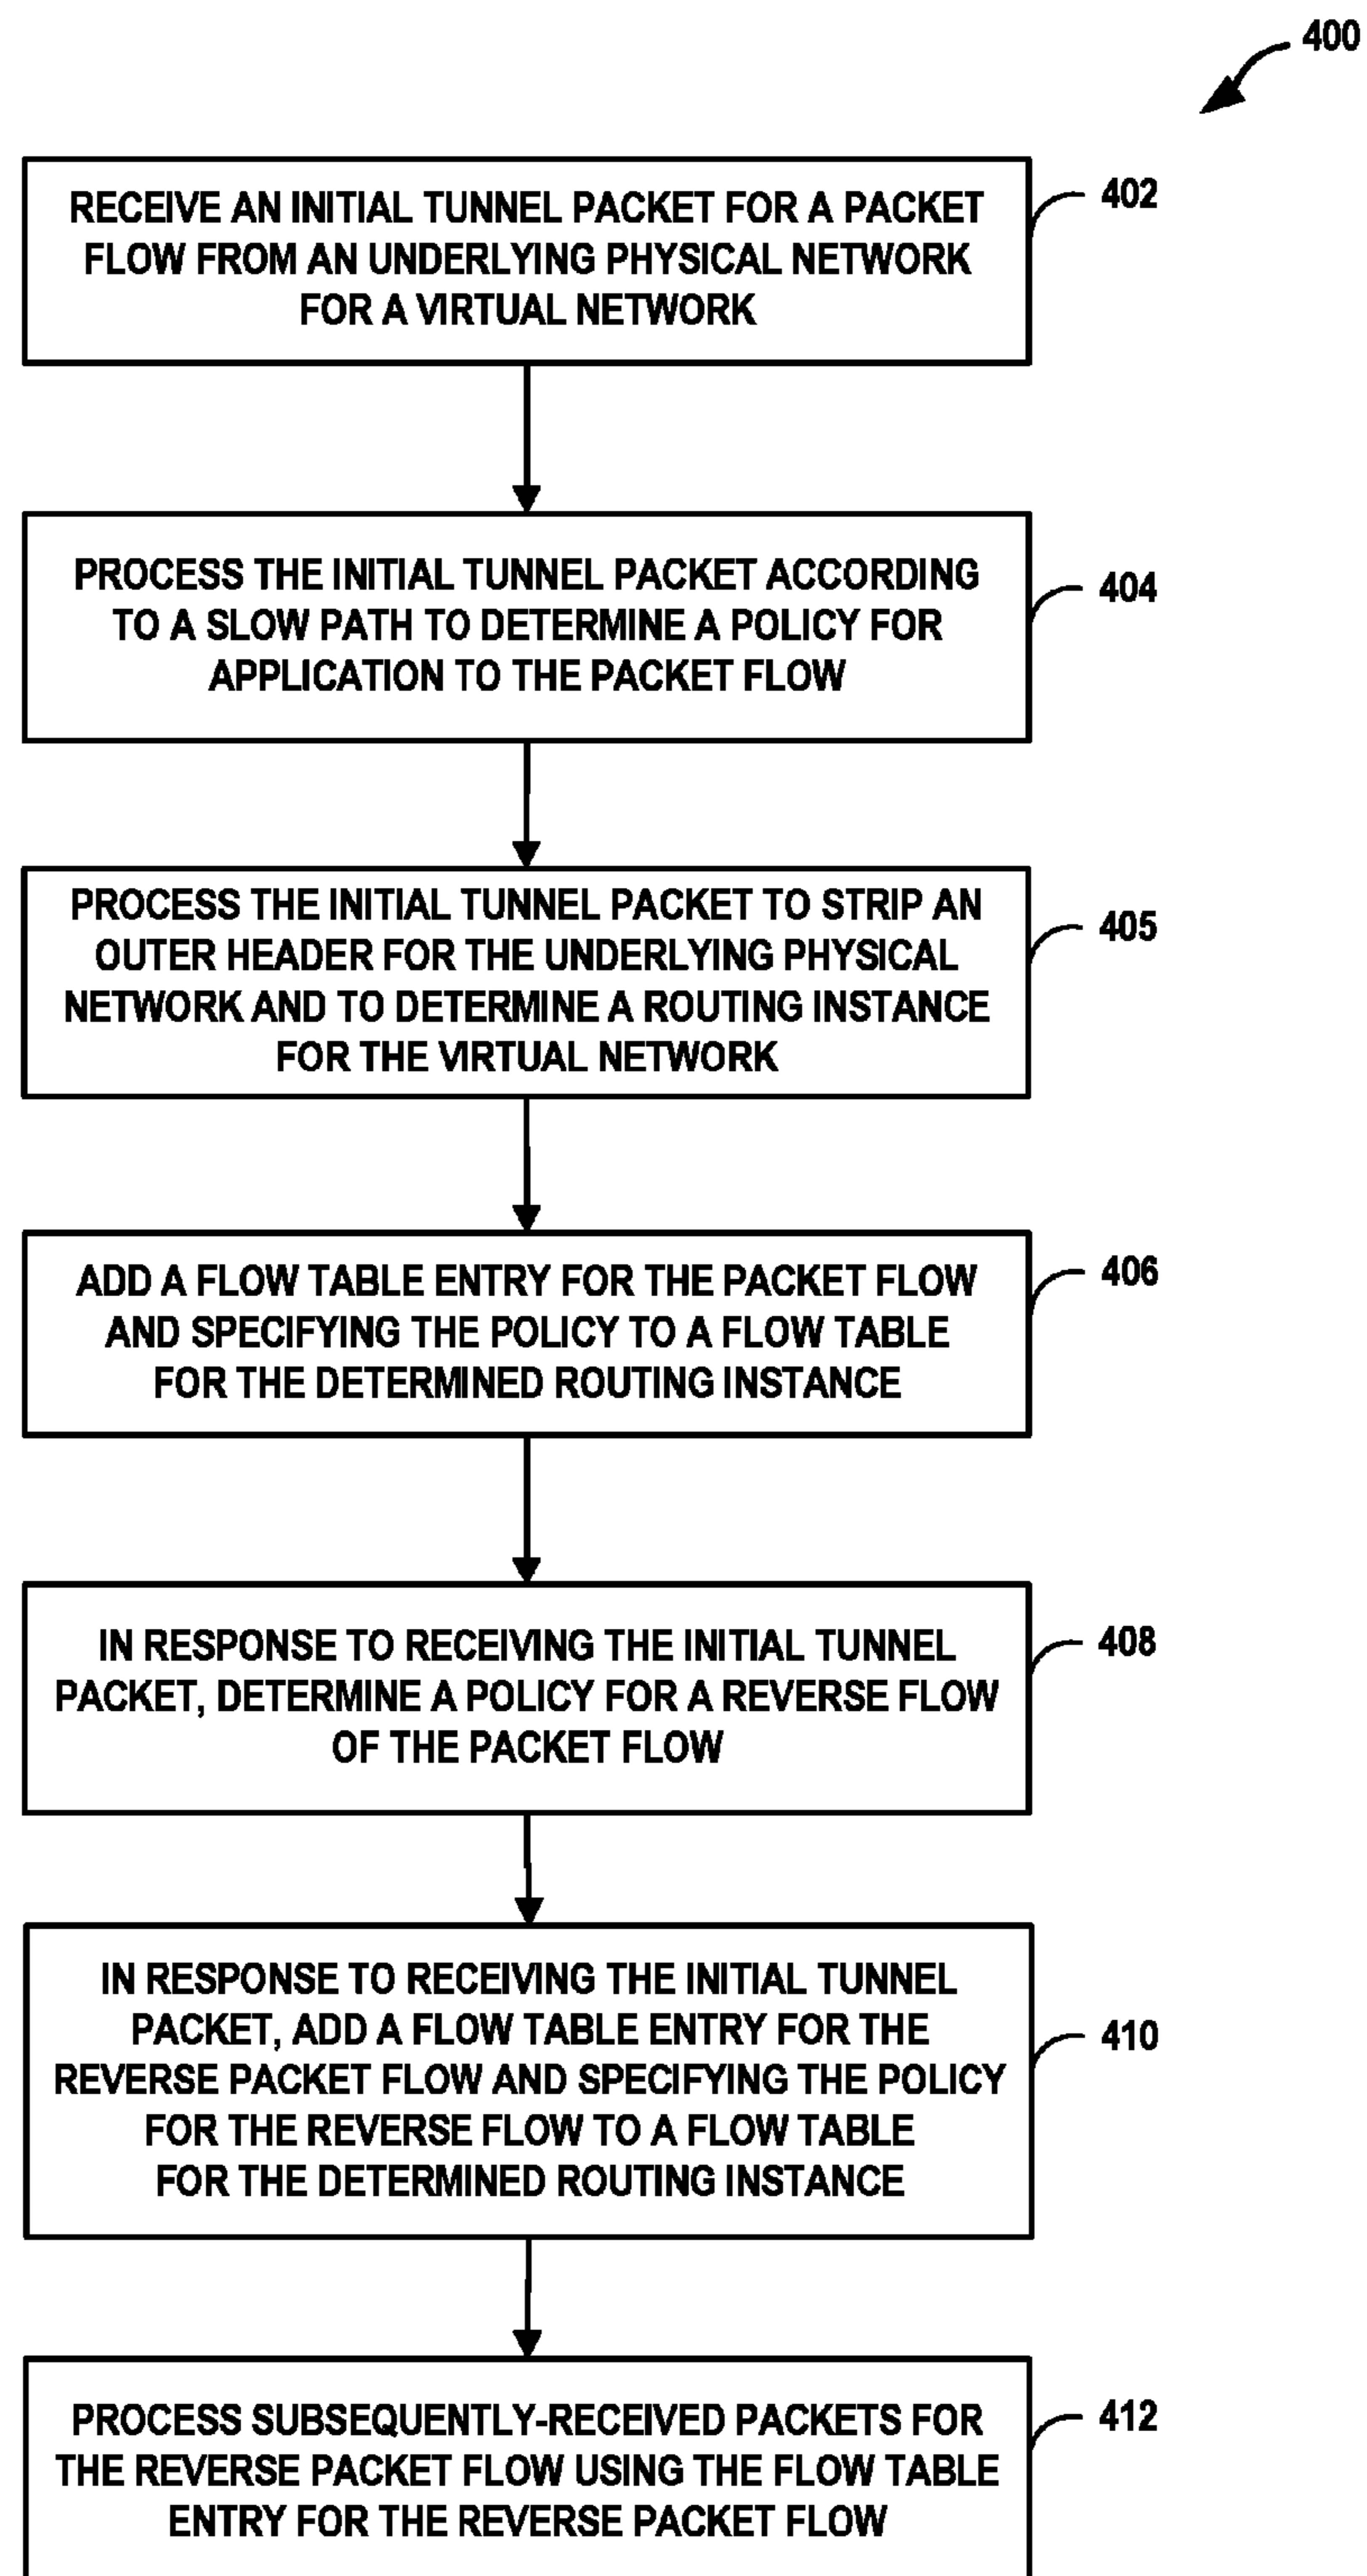 400
RECEIVE AN INITIAL TUNNEL PACKET FOR A PACKET
FLOW FROM AN UNDERLYING PHYSICAL NETWORK
FOR A VIRTUAL NETWORK
402
PROCESS THE INITIAL TUNNEL PACKET ACCORDING
TO A SLOW PATH TO DETERMINE A POLICY FOR
APPLICATION TO THE PACKET FLOW
404
PROCESS THE INITIAL TUNNEL PACKET TO STRIP AN
OUTER HEADER FOR THE UNDERLYING PHYSICAL
NETWORK AND TO DETERMINE A ROUTING INSTANCE
FOR THE VIRTUAL NETWORK
405
ADD A FLOW TABLE ENTRY FOR THE PACKET FLOW
AND SPECIFYING THE POLICY TO A FLOW TABLE
FOR THE DETERMINED ROUTING INSTANCE
406
IN RESPONSE TO RECEIVING THE INITIAL TUNNEL
PACKET, DETERMINE A POLICY FOR A REVERSE FLOW
OF THE PACKET FLOW
408
IN RESPONSE TO RECEIVING THE INITIAL TUNNEL
PACKET, ADD A FLOW TABLE ENTRY FOR THE
REVERSE PACKET FLOW AND SPECIFYING THE POLICY
FOR THE REVERSE FLOW TO A FLOW TABLE
FOR THE DETERMINED ROUTING INSTANCE
410
PROCESS SUBSEQUENTLY-RECEIVED PACKETS FOR
THE REVERSE PACKET FLOW USING THE FLOW TABLE
ENTRY FOR THE REVERSE PACKET FLOW
412